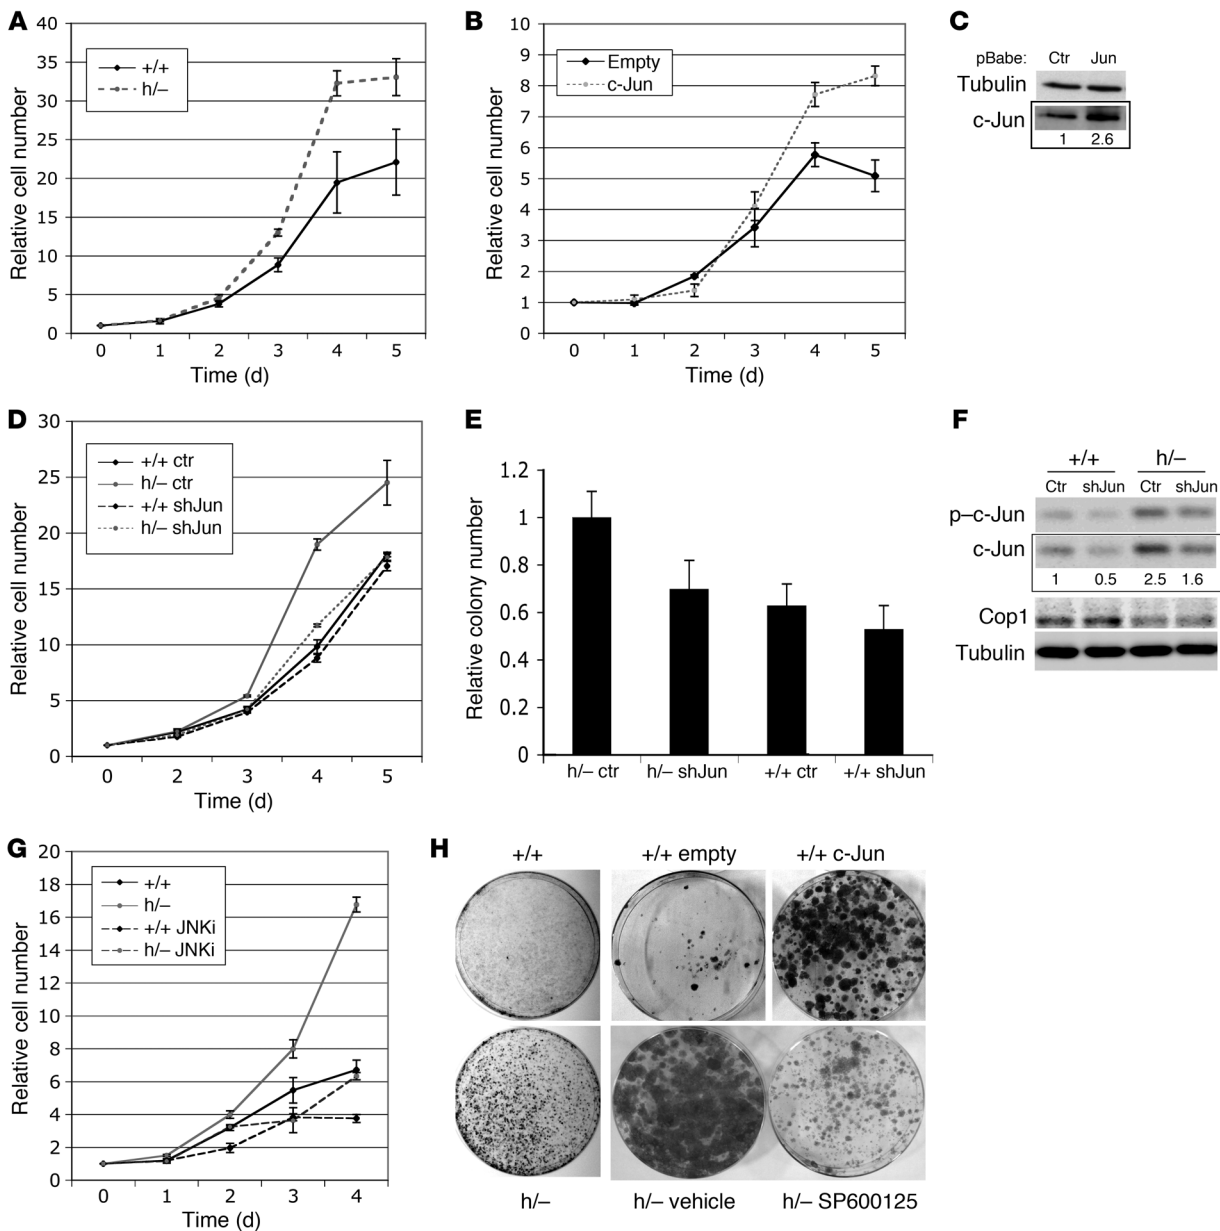 A
Relative cell number
40
35
30
25
20
15
10
5
0
+/+
h/–
0 1 2 3 4 5
Time (d)
B
Relative cell number
10
9
8
7
6
5
4
3
2
1
0
Empty
c-Jun
0 1 2 3 4 5
Time (d)
C
pBabe: Ctr Jun
Tubulin
c-Jun
1 2.6
D
Relative cell number
30
25
20
15
10
5
0
+/+ ctr
h/– ctr
+/+ shJun
h/– shJun
0 2 3 4 5
Time (d)
E
Relative colony number
1.2
1
0.8
0.6
0.4
0.2
0
h/– ctr h/– shJun +/+ ctr +/+ shJun
F
+/+ h/–
Ctr shJun Ctr shJun
p–c-Jun
c-Jun
1 0.5 2.5 1.6
Cop1
Tubulin
G
Relative cell number
20
18
16
14
12
10
8
6
4
2
0
+/+
h/–
+/+ JNKi
h/– JNKi
0 1 2 3 4
Time (d)
H
+/+ +/+ empty +/+ c-Jun
h/– h/– vehicle h/– SP600125